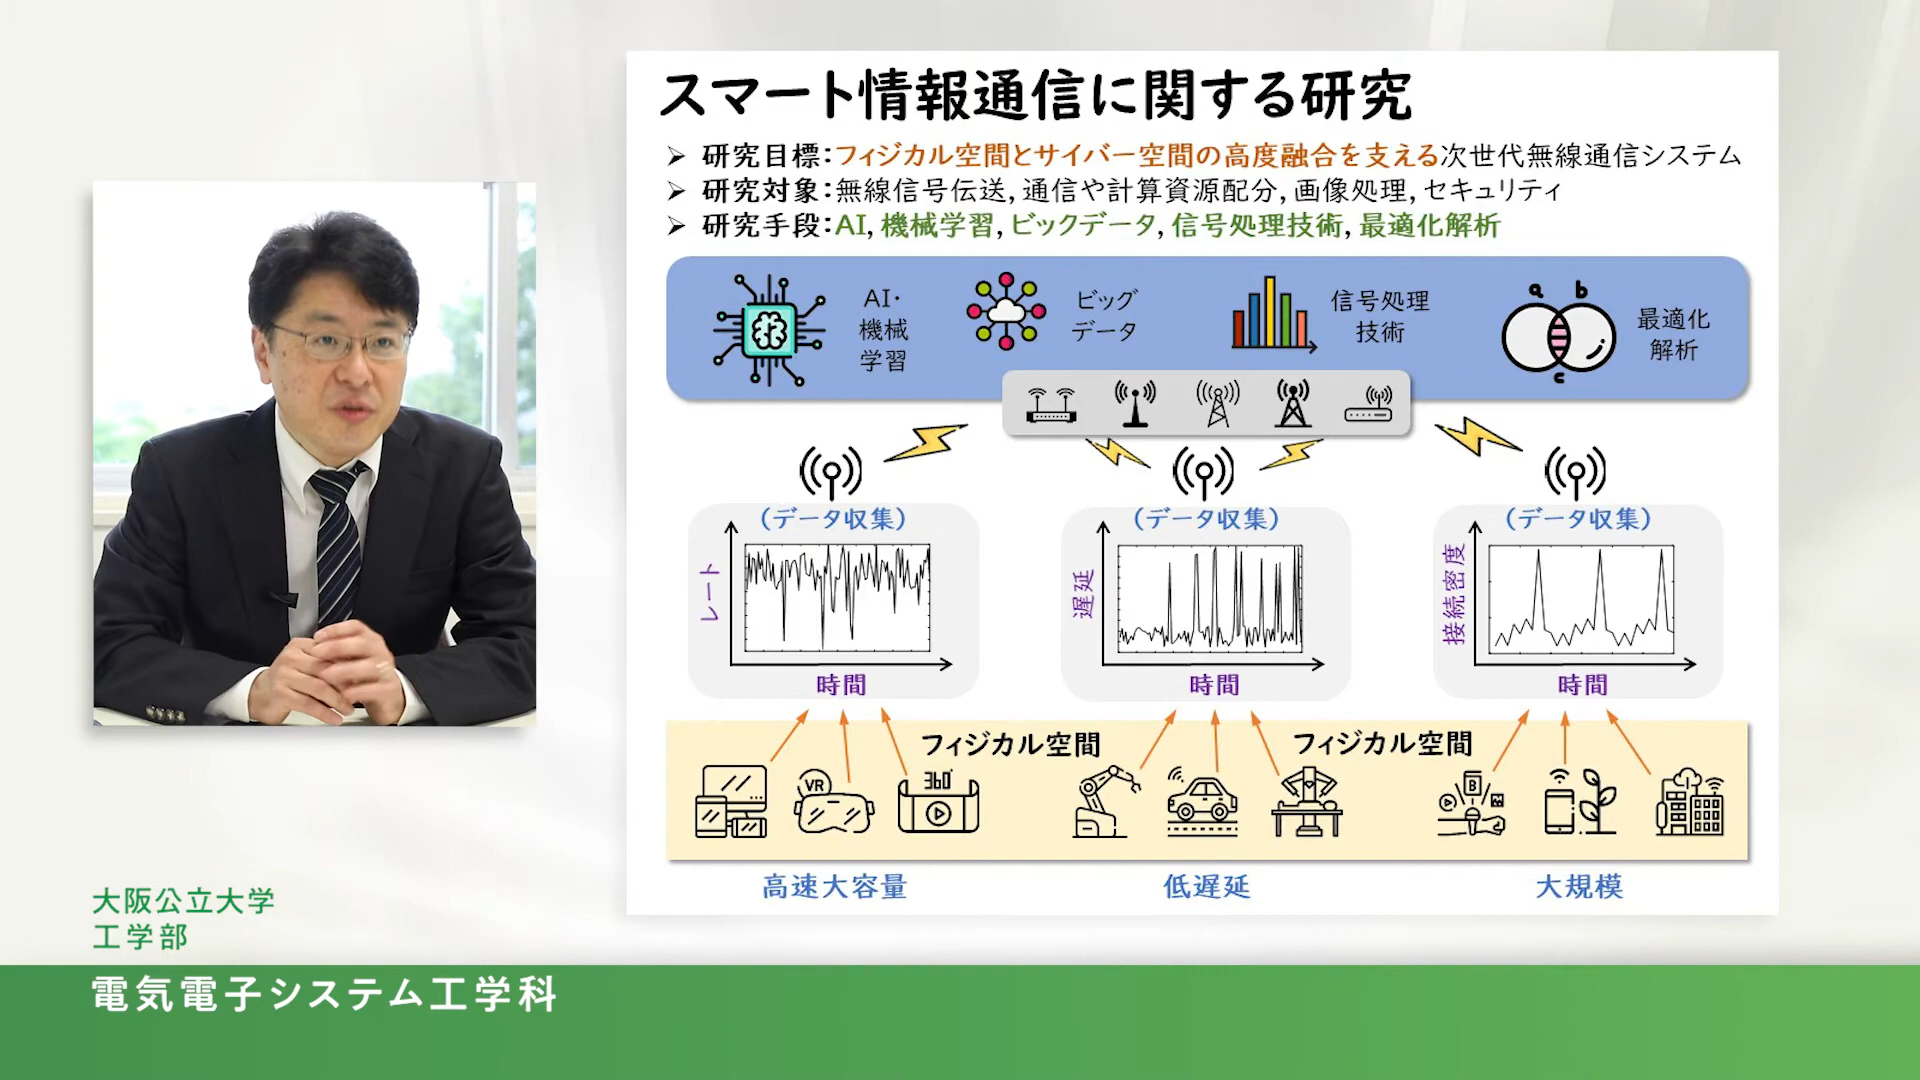 スマート情報通信に関する研究
➢ 研究目標:フィジカル空間とサイバー空間の高度融合を支える次世代無線通信システム
➢ 研究対象:無線信号伝送, 通信や計算資源配分, 画像処理, セキュリティ
➢ 研究手段:AI, 機械学習, ビックデータ, 信号処理技術, 最適化解析
AI・
機械
学習
ビッグ
データ
信号処理
技術
a b
c
最適化
解析
(データ収集)
レート
時間
(データ収集)
遅延
時間
(データ収集)
接続密度
時間
フィジカル空間
フィジカル空間
VR
360°
B
高速大容量
低遅延
大規模
大阪公立大学
工学部
電気電子システム工学科